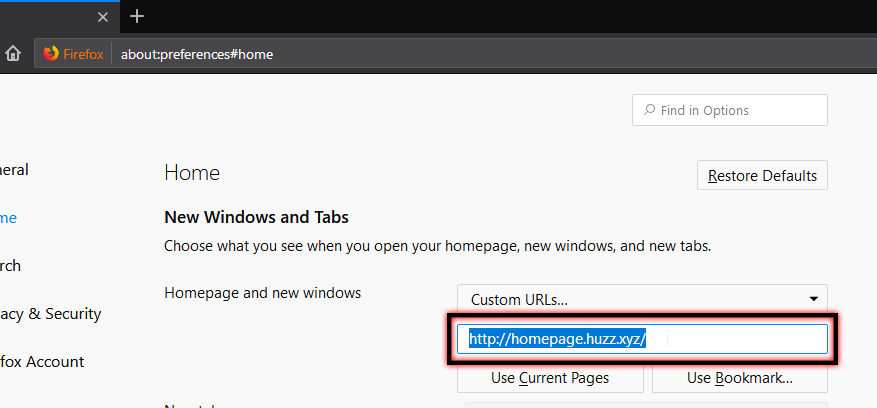 Firefox about:preferences#home
Find in Options
eral
Home
Restore Defaults
me
New Windows and Tabs
Choose what you see when you open your homepage, new windows, and new tabs.
rch
Homepage and new windows
Custom URLs...
acy & Security
http://homepage.huzz.xyz/
fox Account
Use Current Pages
Use Bookmark...